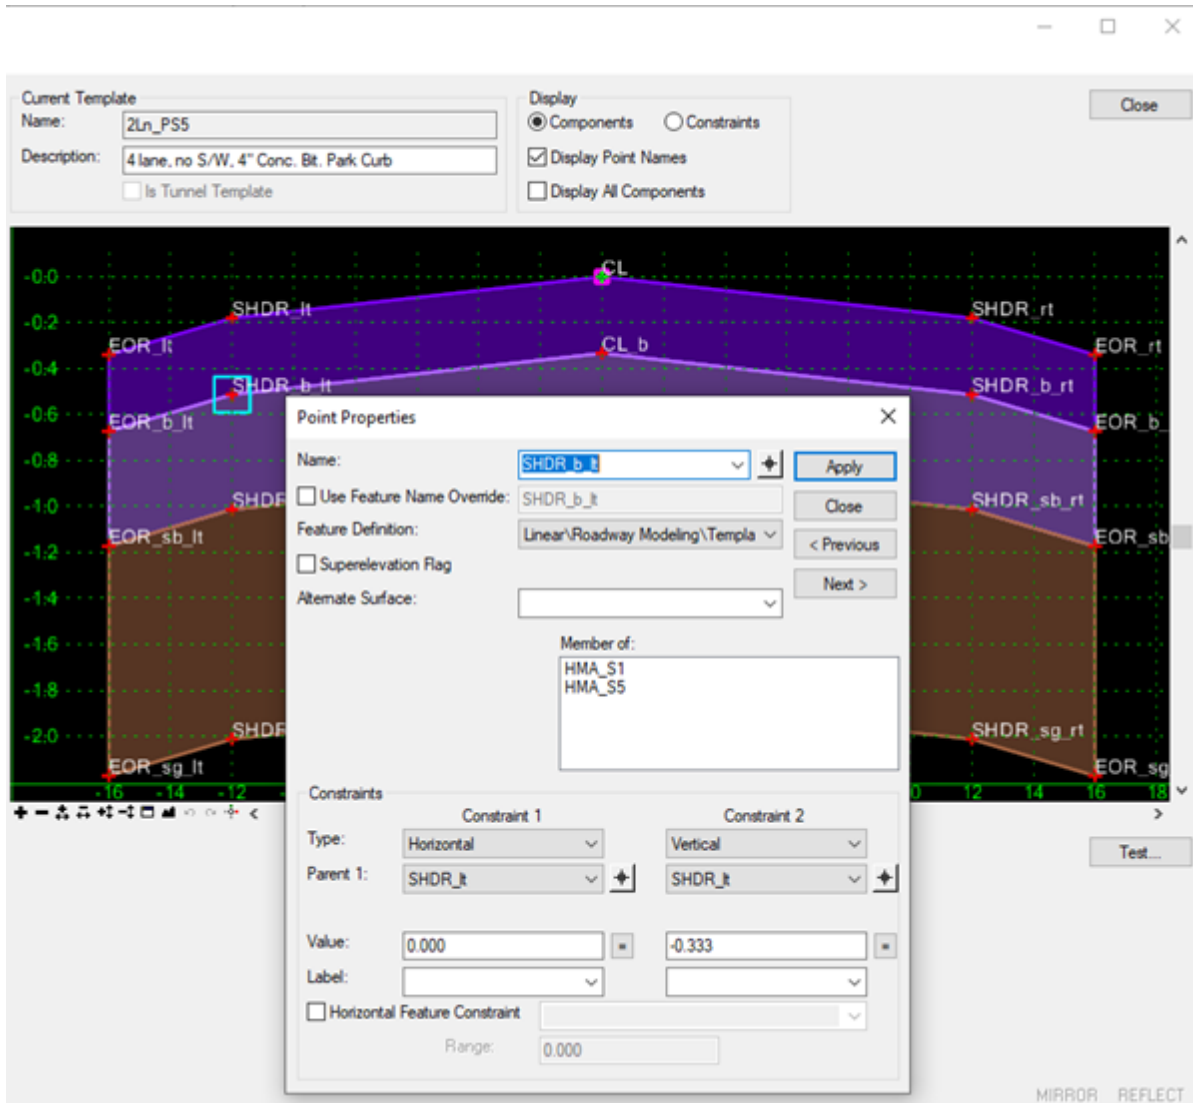 Current Template
Name: 2Ln_PS5
Description: 4 lane, no S/W, 4" Conc. Bit. Park Curb
Is Tunnel Template
Display
Components Constraints
Display Point Names
Display All Components
Close
-0.0
-0.2
-0.4
-0.6
-0.8
-1.0
-1.2
-1.4
-1.6
-1.8
-2.0
CL
SHDR_lt
SHDR_rt
EOR_lt
EOR_rt
CL_b
SHDR_b_lt
SHDR_b_rt
EOR_b_lt
EOR_b_
SHDR
SHDR_sb_rt
EOR_sb_lt
EOR_sb
SHDR
SHDR_sg_rt
EOR_sg_lt
EOR_sg
-16 -14 -12
0 12 14 16 18
Point Properties
Name: SHDR_b_lt
Apply
Use Feature Name Override: SHDR_b_lt
Close
Feature Definition: Linear\Roadway Modeling\Templa
< Previous
Superelevation Flag
Next >
Alternate Surface:
Member of:
HMA_S1
HMA_S5
Constraints
Constraint 1 Constraint 2
Type: Horizontal Vertical
Parent 1: SHDR_lt SHDR_lt
Value: 0.000 = -0.333 =
Label:
Horizontal Feature Constraint
Range: 0.000
Test...
MIRROR REFLECT